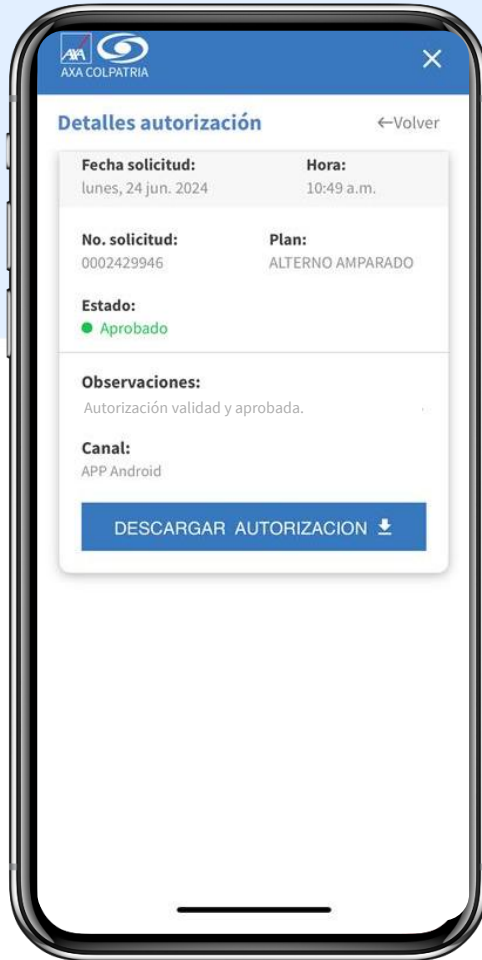 AXA
AXA COLPATRIA
Detalles autorización
←Volver
Fecha solicitud: Hora:
lunes, 24 jun. 2024 10:49 a.m.
No. solicitud: Plan:
0002429946 ALTERNO AMPARADO
Estado:
Aprobado
Observaciones:
Autorización validad y aprobada.
Canal:
APP Android
DESCARGAR AUTORIZACION